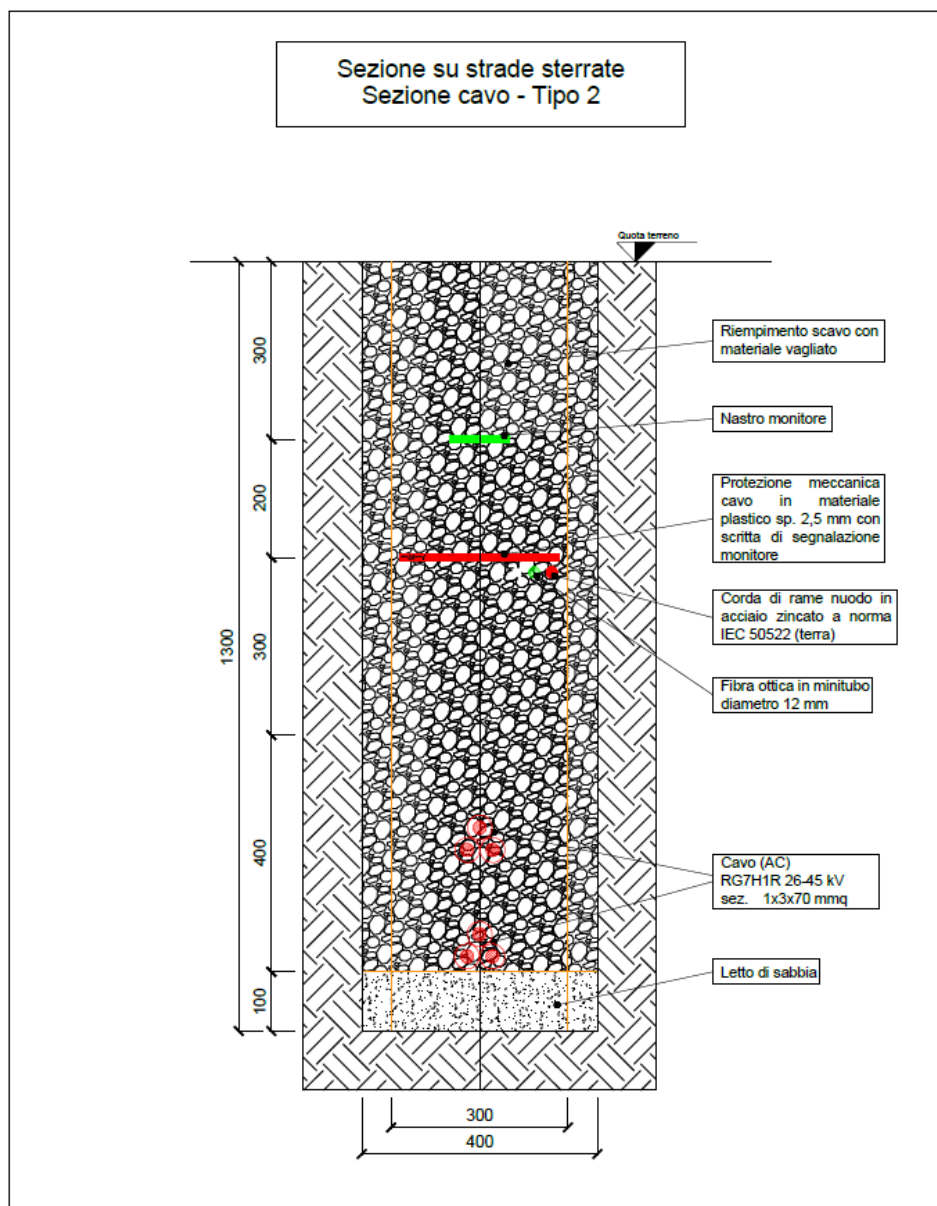 Sezione su strade sterrate
Sezione cavo - Tipo 2
Quota terreno
Riempimento scavo con
materiale vagliato
Nastro monitore
Protezione meccanica
cavo in materiale
plastico sp. 2,5 mm con
scritta di segnalazione
monitore
Corda di rame nuodo in
acciaio zincato a norma
IEC 50522 (terra)
Fibra ottica in minitubo
diametro 12 mm
Cavo (AC)
RG7H1R 26-45 kV
sez. 1x3x70 mmq
Letto di sabbia
300
200
300
1300
400
100
300
400